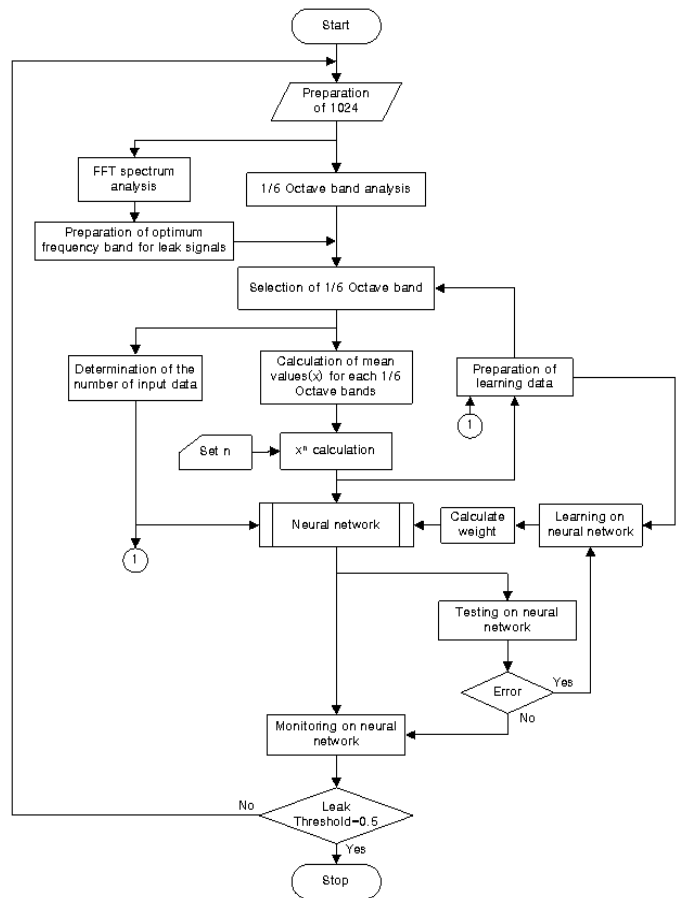 Start
Preparation
of 1024
FFT spectrum
analysis
1/6 Octave band analysis
Preparation of optimum
frequency band for leak signals
Selection of 1/6 Octave band
Determination of the
number of input data
Calculation of mean
values(x) for each 1/6
Octave bands
Preparation of
learning data
1
Set n
xⁿ calculation
Neural network
Calculate
weight
Learning on
neural network
1
Testing on neural
network
Error
Yes
No
Monitoring on neural
network
No
Leak
Threshold=0.5
Yes
Stop